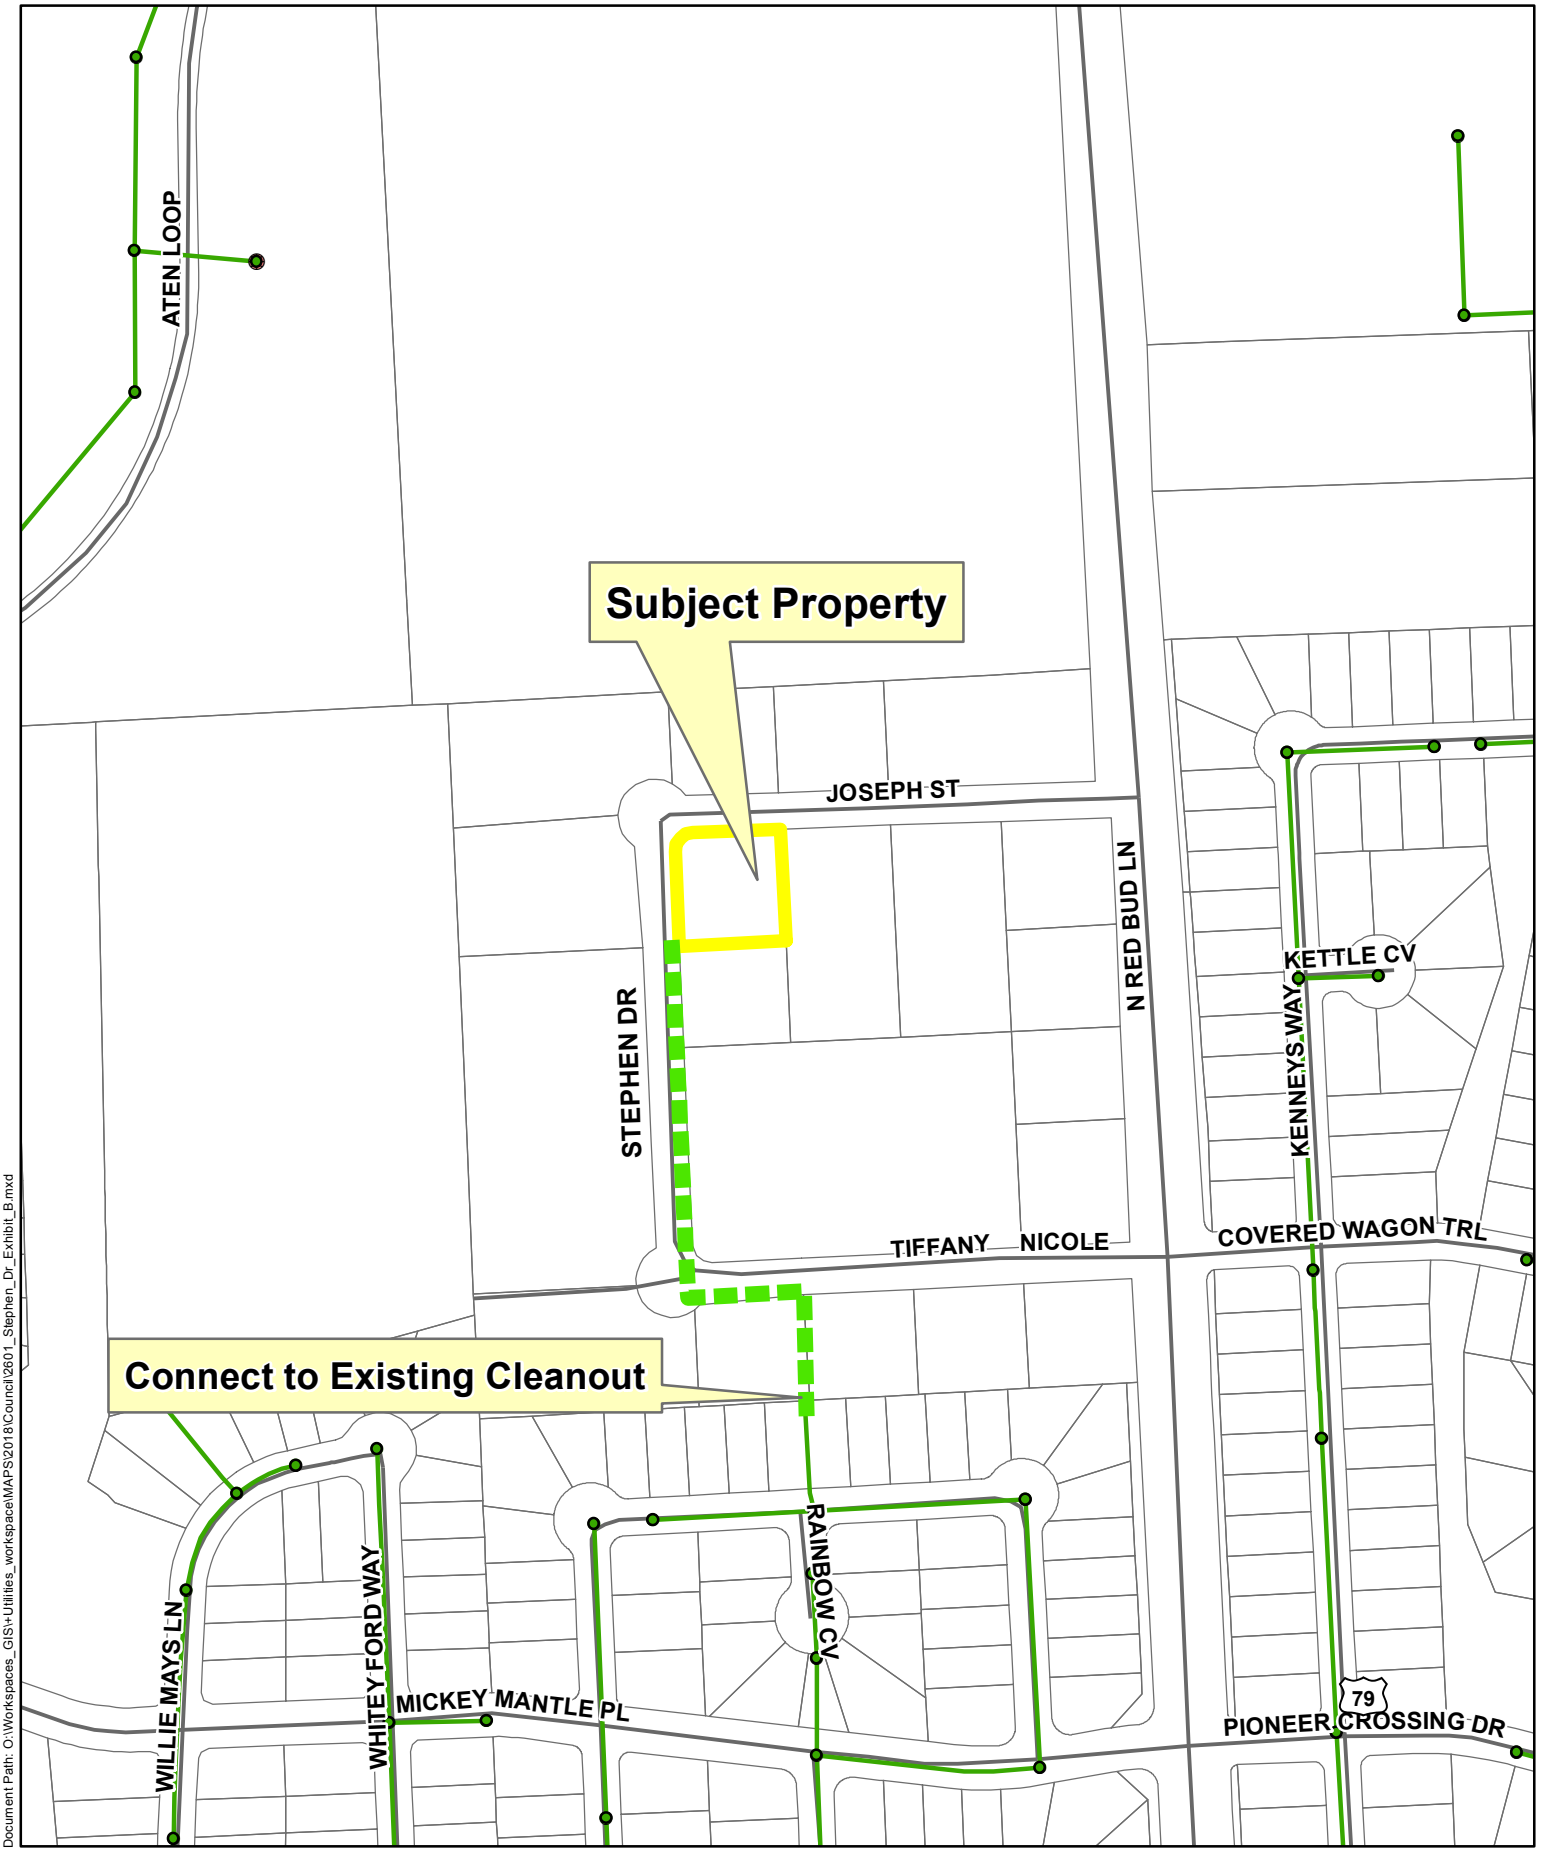 ATEN LOOP
Subject Property
JOSEPH ST
N RED BUD LN
KETTLE CV
KENNEYS WAY
STEPHEN DR
TIFFANY NICOLE
COVERED WAGON TRL
Connect to Existing Cleanout
RAINBOW CV
WHITEY FORD WAY
WILLIE MAYS LN
MICKEY MANTLE PL
79
PIONEER CROSSING DR
Document Path: O:\Workspaces_GIS\+Utilities_workspace\MAPS\2018\Council\2601_Stephen_Dr_Exhibit_B.mxd